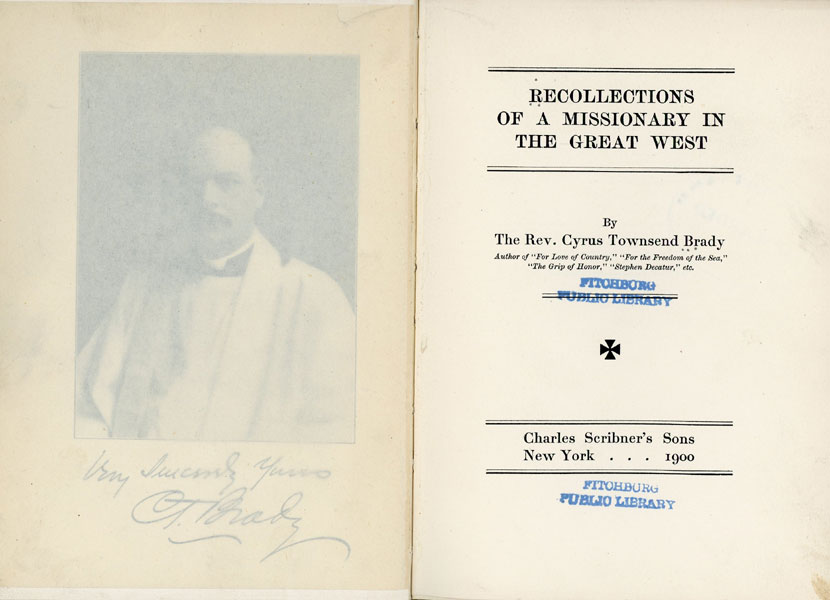 Very Sincerely Yours
C. T. Brady
RECOLLECTIONS
OF A MISSIONARY IN
THE GREAT WEST
By
The Rev. Cyrus Townsend Brady
Author of "For Love of Country," "For the Freedom of the Sea,"
"The Grip of Honor," "Stephen Decatur," etc.
FITCHBURG
PUBLIC LIBRARY
Charles Scribner's Sons
New York . . . 1900
FITCHBURG
PUBLIC LIBRARY